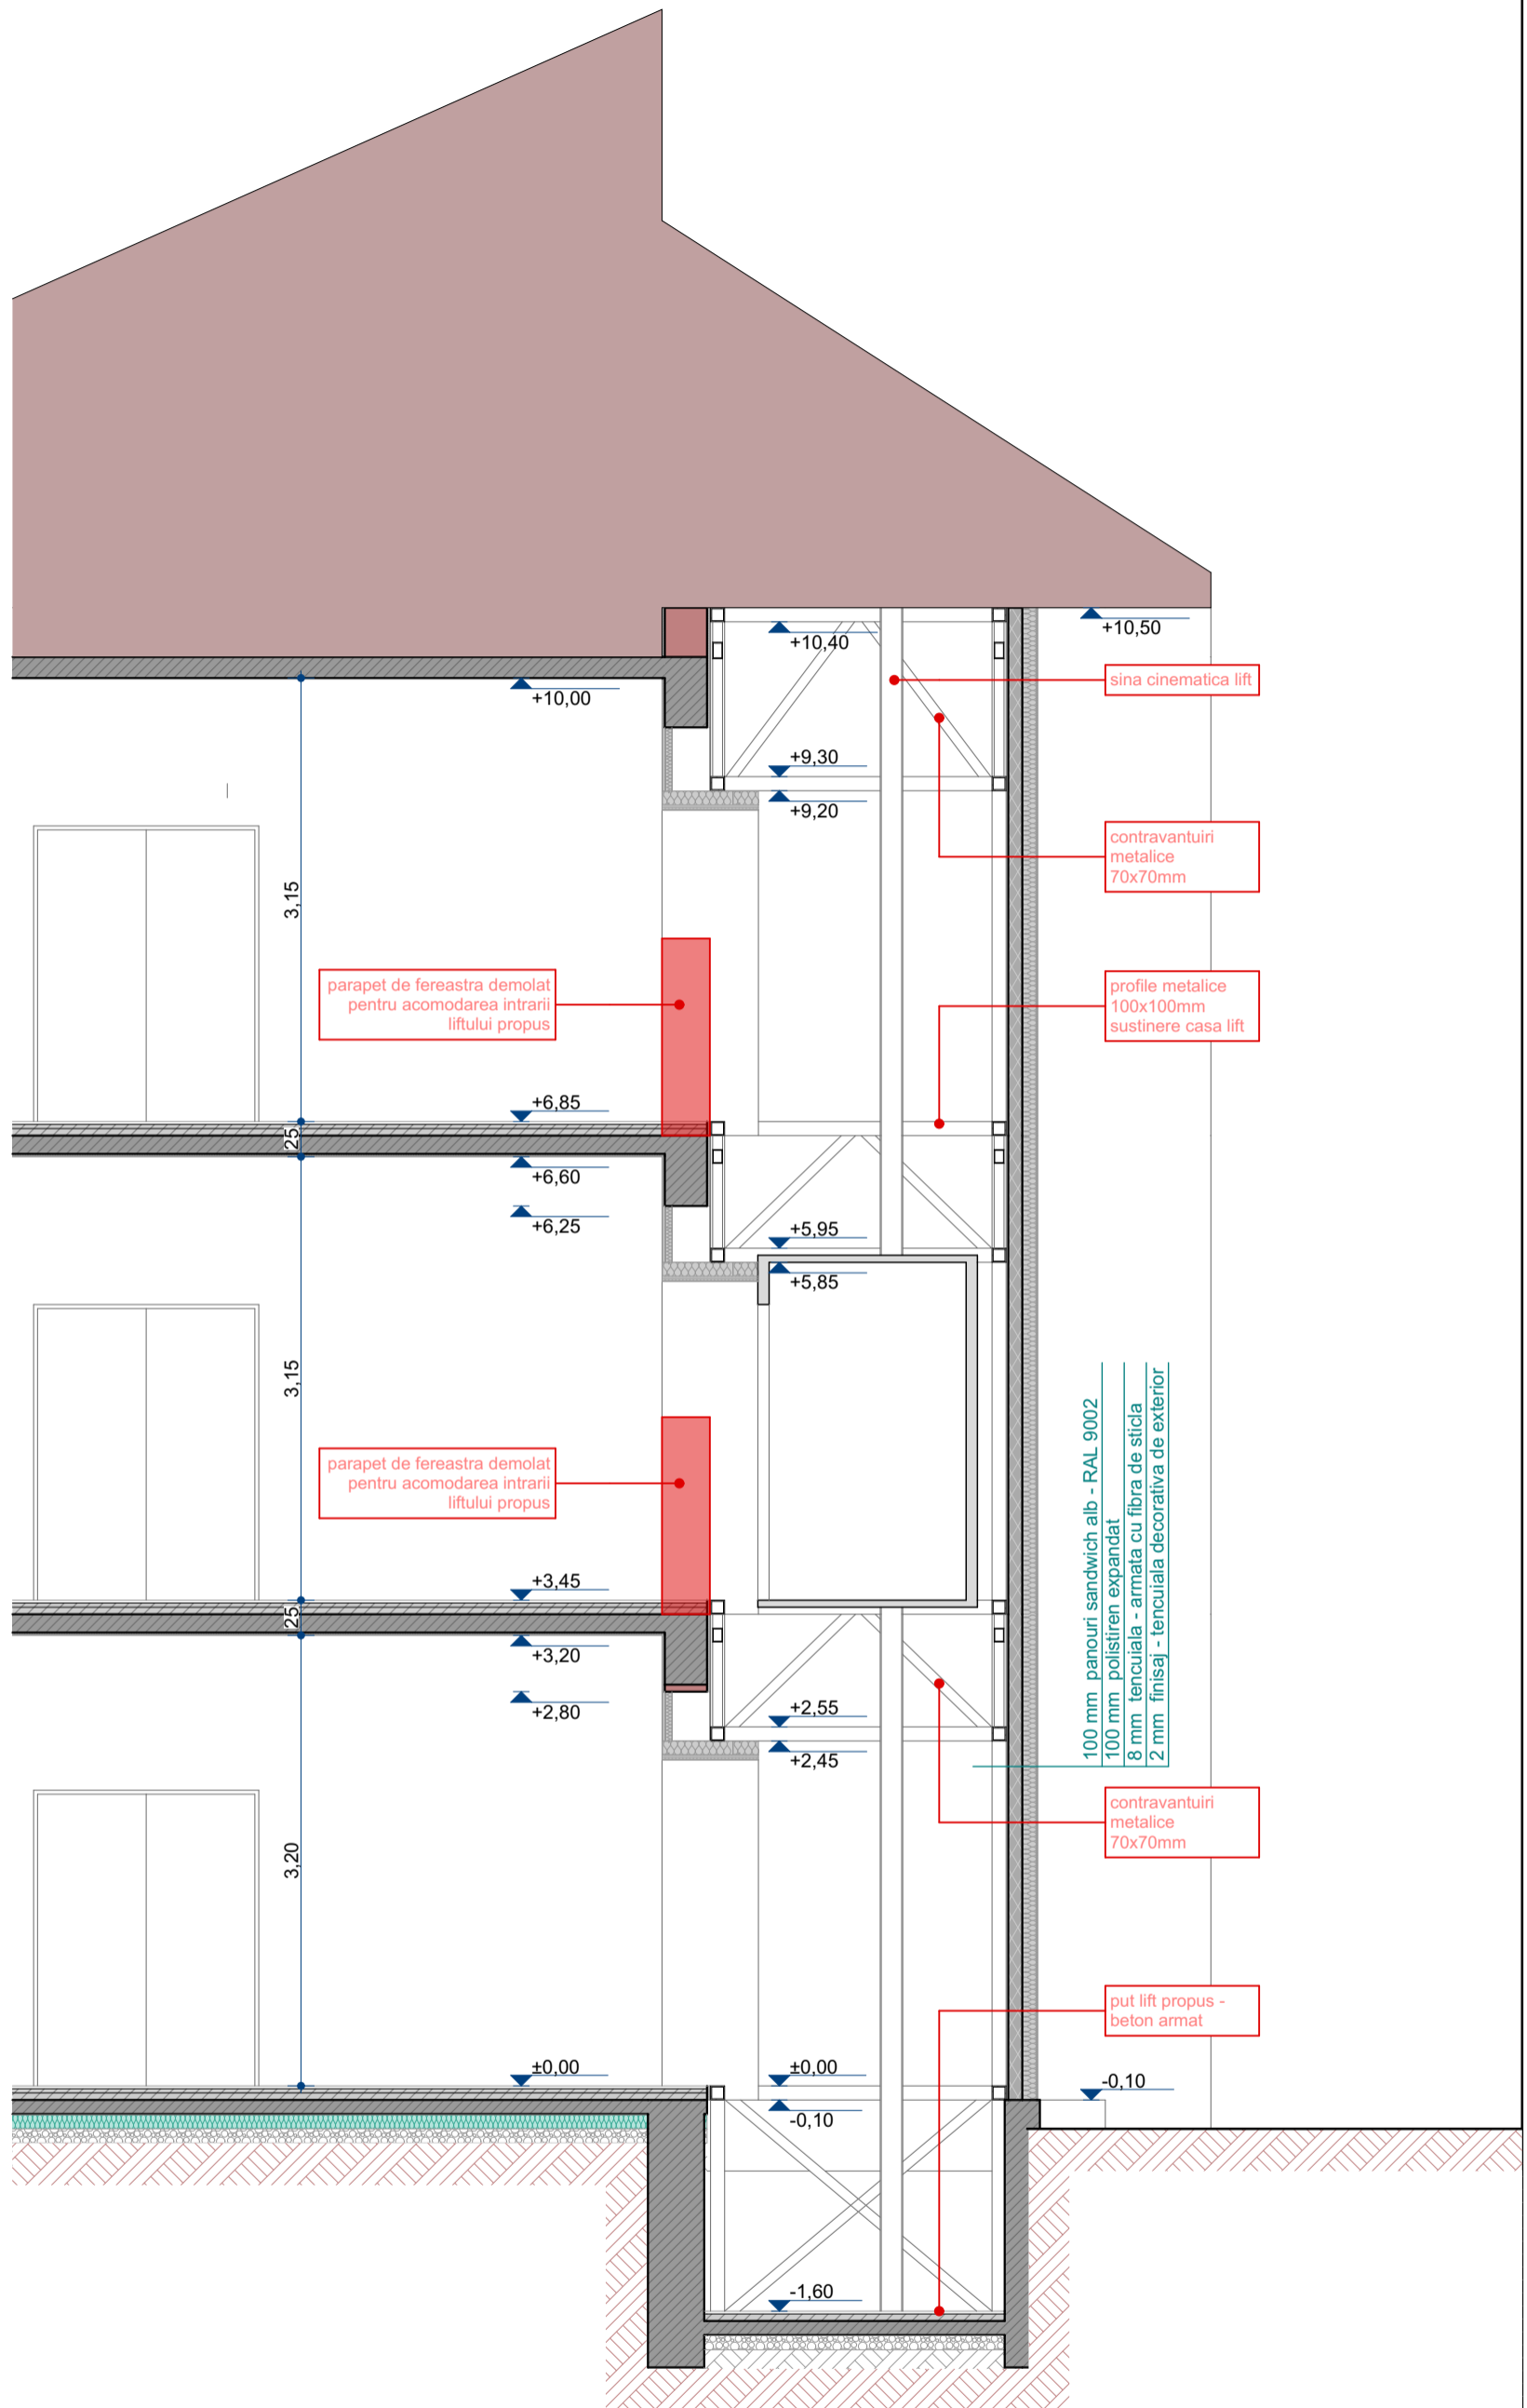 +10,50
+10,40
sina cinematica lift
+10,00
+9,30
+9,20
contravantuiri
metalice
70x70mm
3,15
parapet de fereastra demolat
pentru acomodarea intrarii
liftului propus
profile metalice
100x100mm
sustinere casa lift
+6,85
25
+6,60
+6,25
+5,95
+5,85
3,15
100 mm  panouri sandwich alb - RAL 9002
100 mm  polistiren expandat
8 mm  tencuiala - armata cu fibra de sticla
2 mm  finisaj - tencuiala decorativa de exterior
parapet de fereastra demolat
pentru acomodarea intrarii
liftului propus
+3,45
25
+3,20
+2,80
+2,55
+2,45
contravantuiri
metalice
70x70mm
3,20
put lift propus -
beton armat
±0,00
±0,00
-0,10
-0,10
-1,60